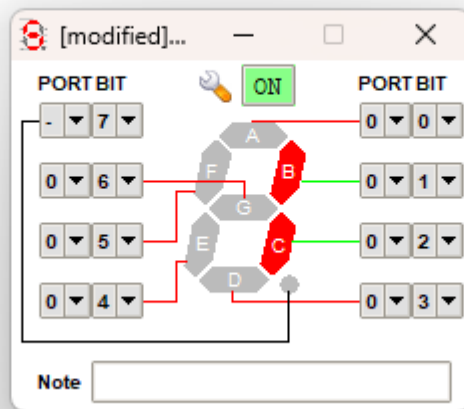 [modified]...
PORT BIT ON PORT BIT
- 7 A 0 0
0 6 F B 0 1
G
0 5 E C 0 2
0 4 D 0 3
Note